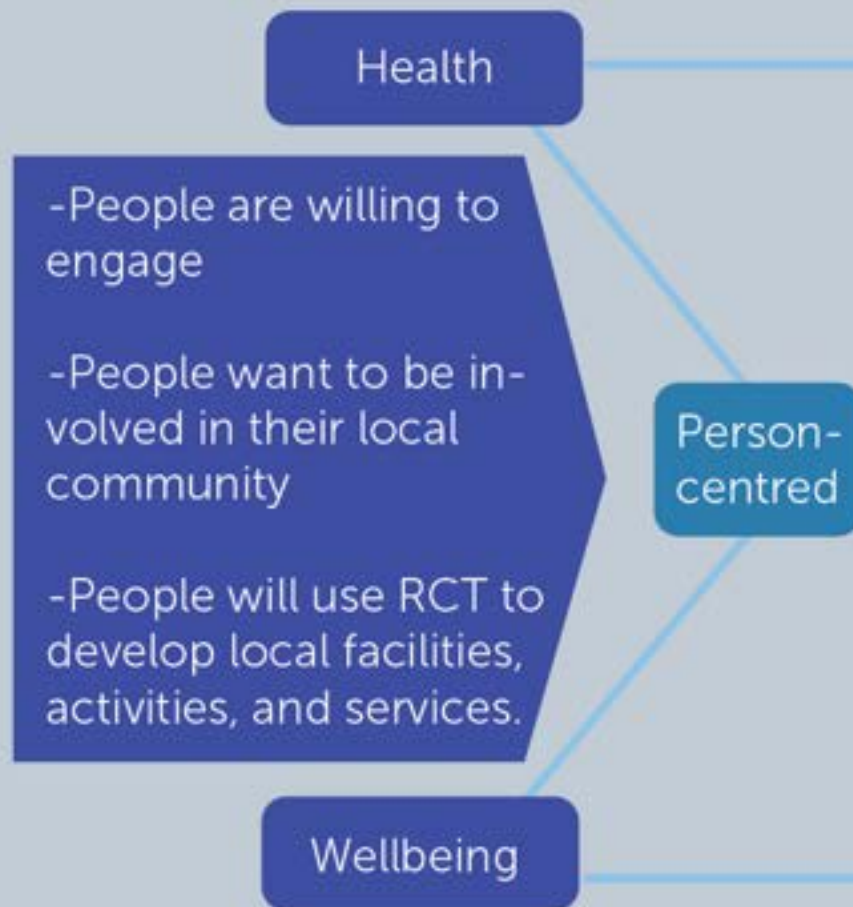 Health
-People are willing to
engage
-People want to be in-
volved in their local
community
-People will use RCT to
develop local facilities,
activities, and services.
Person-
centred
Wellbeing